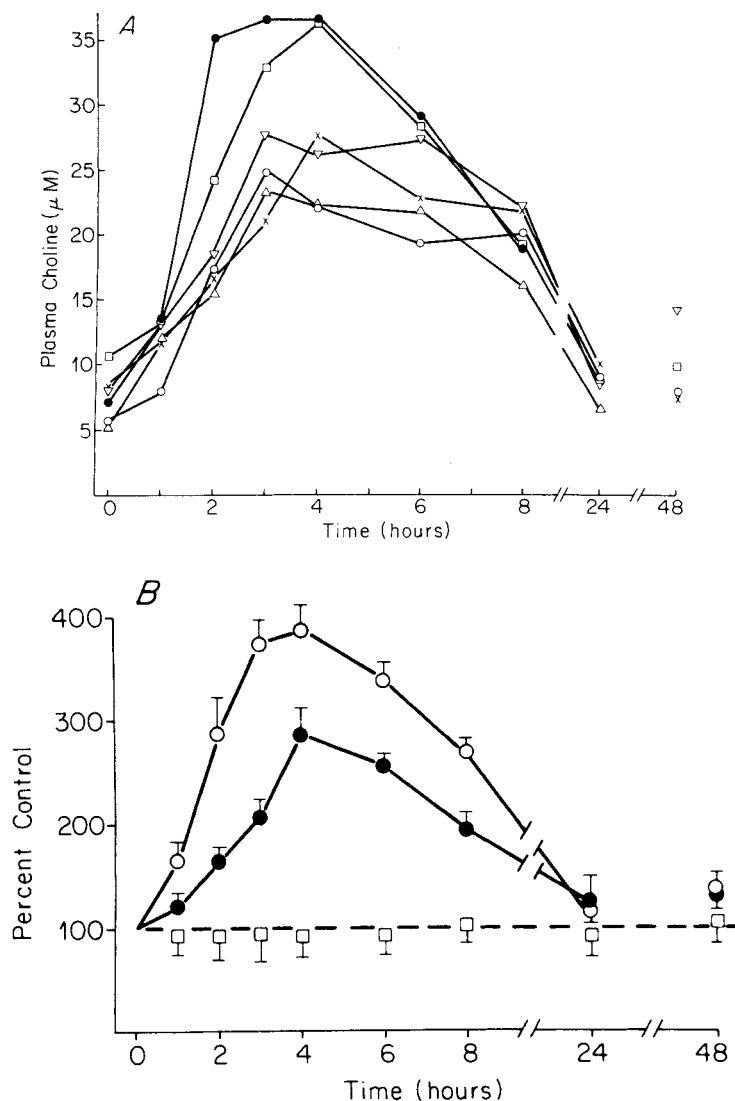 A
35
30
25
20
15
10
5
Plasma Choline (μM)
0 2 4 6 8 24 48
Time (hours)
B
400
300
200
100
Percent Control
0 2 4 6 8 24 48
Time (hours)